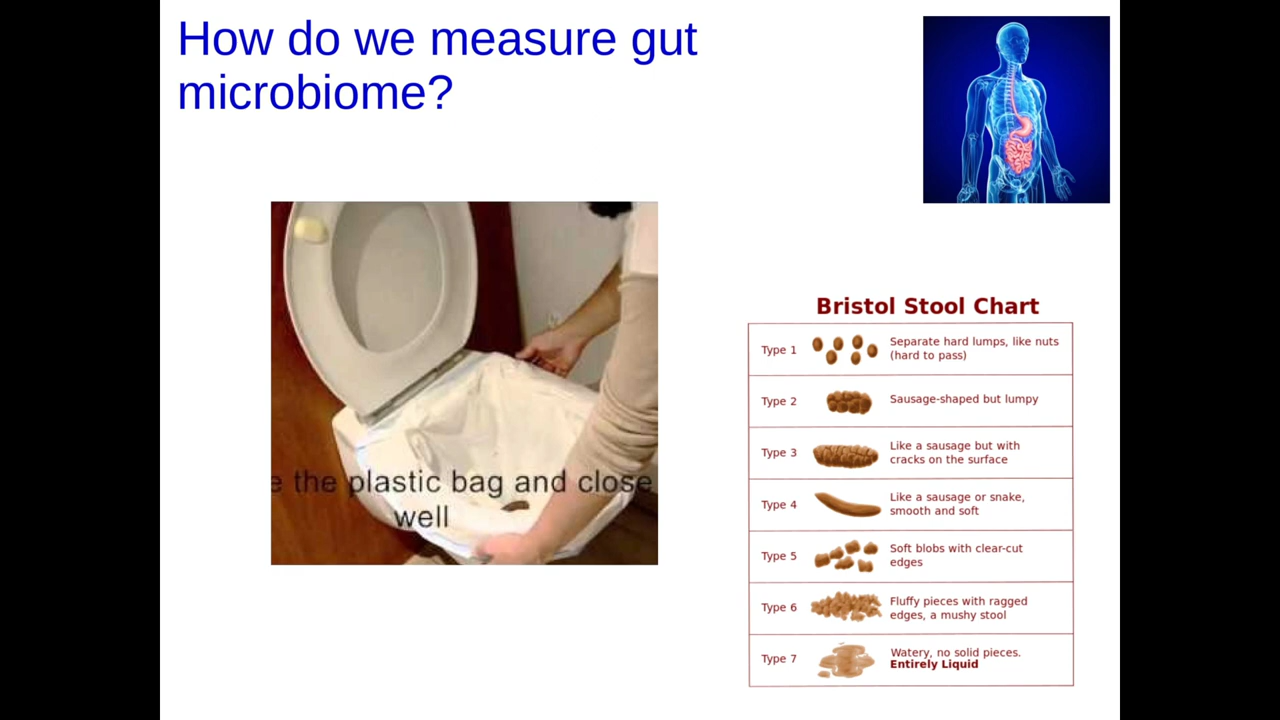 How do we measure gut
microbiome?
e the plastic bag and close
well
Bristol Stool Chart
Type 1
Separate hard lumps, like nuts
(hard to pass)
Type 2
Sausage-shaped but lumpy
Type 3
Like a sausage but with
cracks on the surface
Type 4
Like a sausage or snake,
smooth and soft
Type 5
Soft blobs with clear-cut
edges
Type 6
Fluffy pieces with ragged
edges, a mushy stool
Type 7
Watery, no solid pieces.
Entirely Liquid